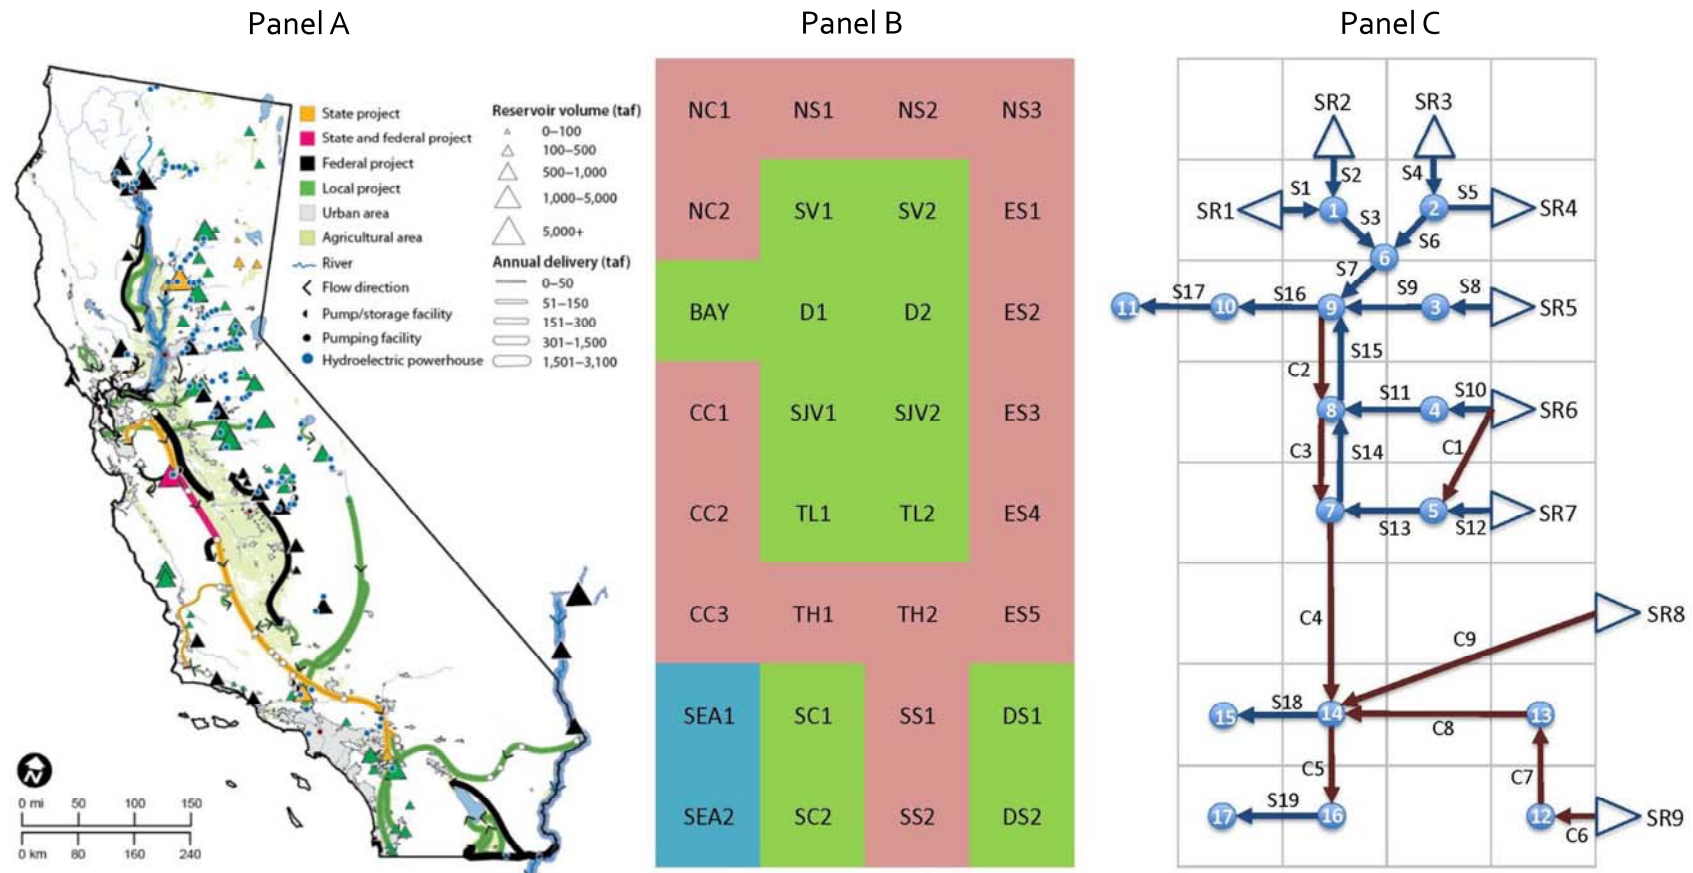 Panel A
Panel B
Panel C
State project
State and federal project
Federal project
Local project
Urban area
Agricultural area
River
Flow direction
Pump/storage facility
Pumping facility
Hydroelectric powerhouse
Reservoir volume (taf)
0–100
100–500
500–1,000
1,000–5,000
5,000+
Annual delivery (taf)
0–50
51–150
151–300
301–1,500
1,501–3,100
N
0 mi 50 100 150
0 km 80 160 240
NC1 NS1 NS2 NS3
NC2 SV1 SV2 ES1
BAY D1 D2 ES2
CC1 SJV1 SJV2 ES3
CC2 TL1 TL2 ES4
CC3 TH1 TH2 ES5
SEA1 SC1 SS1 DS1
SEA2 SC2 SS2 DS2
SR2 SR3
S1 S2 S4 S5
SR1 1 2 SR4
S3 S6
6
S7
S17 S16 S9 S8
11 10 9 3 SR5
C2 S15
S11 S10
8 4 SR6
C3 S14 C1
7 5 SR7
S13 S12
C4 C9 SR8
S18
15 14 13
C8
C5 C7
S19
17 16 12 SR9
C6